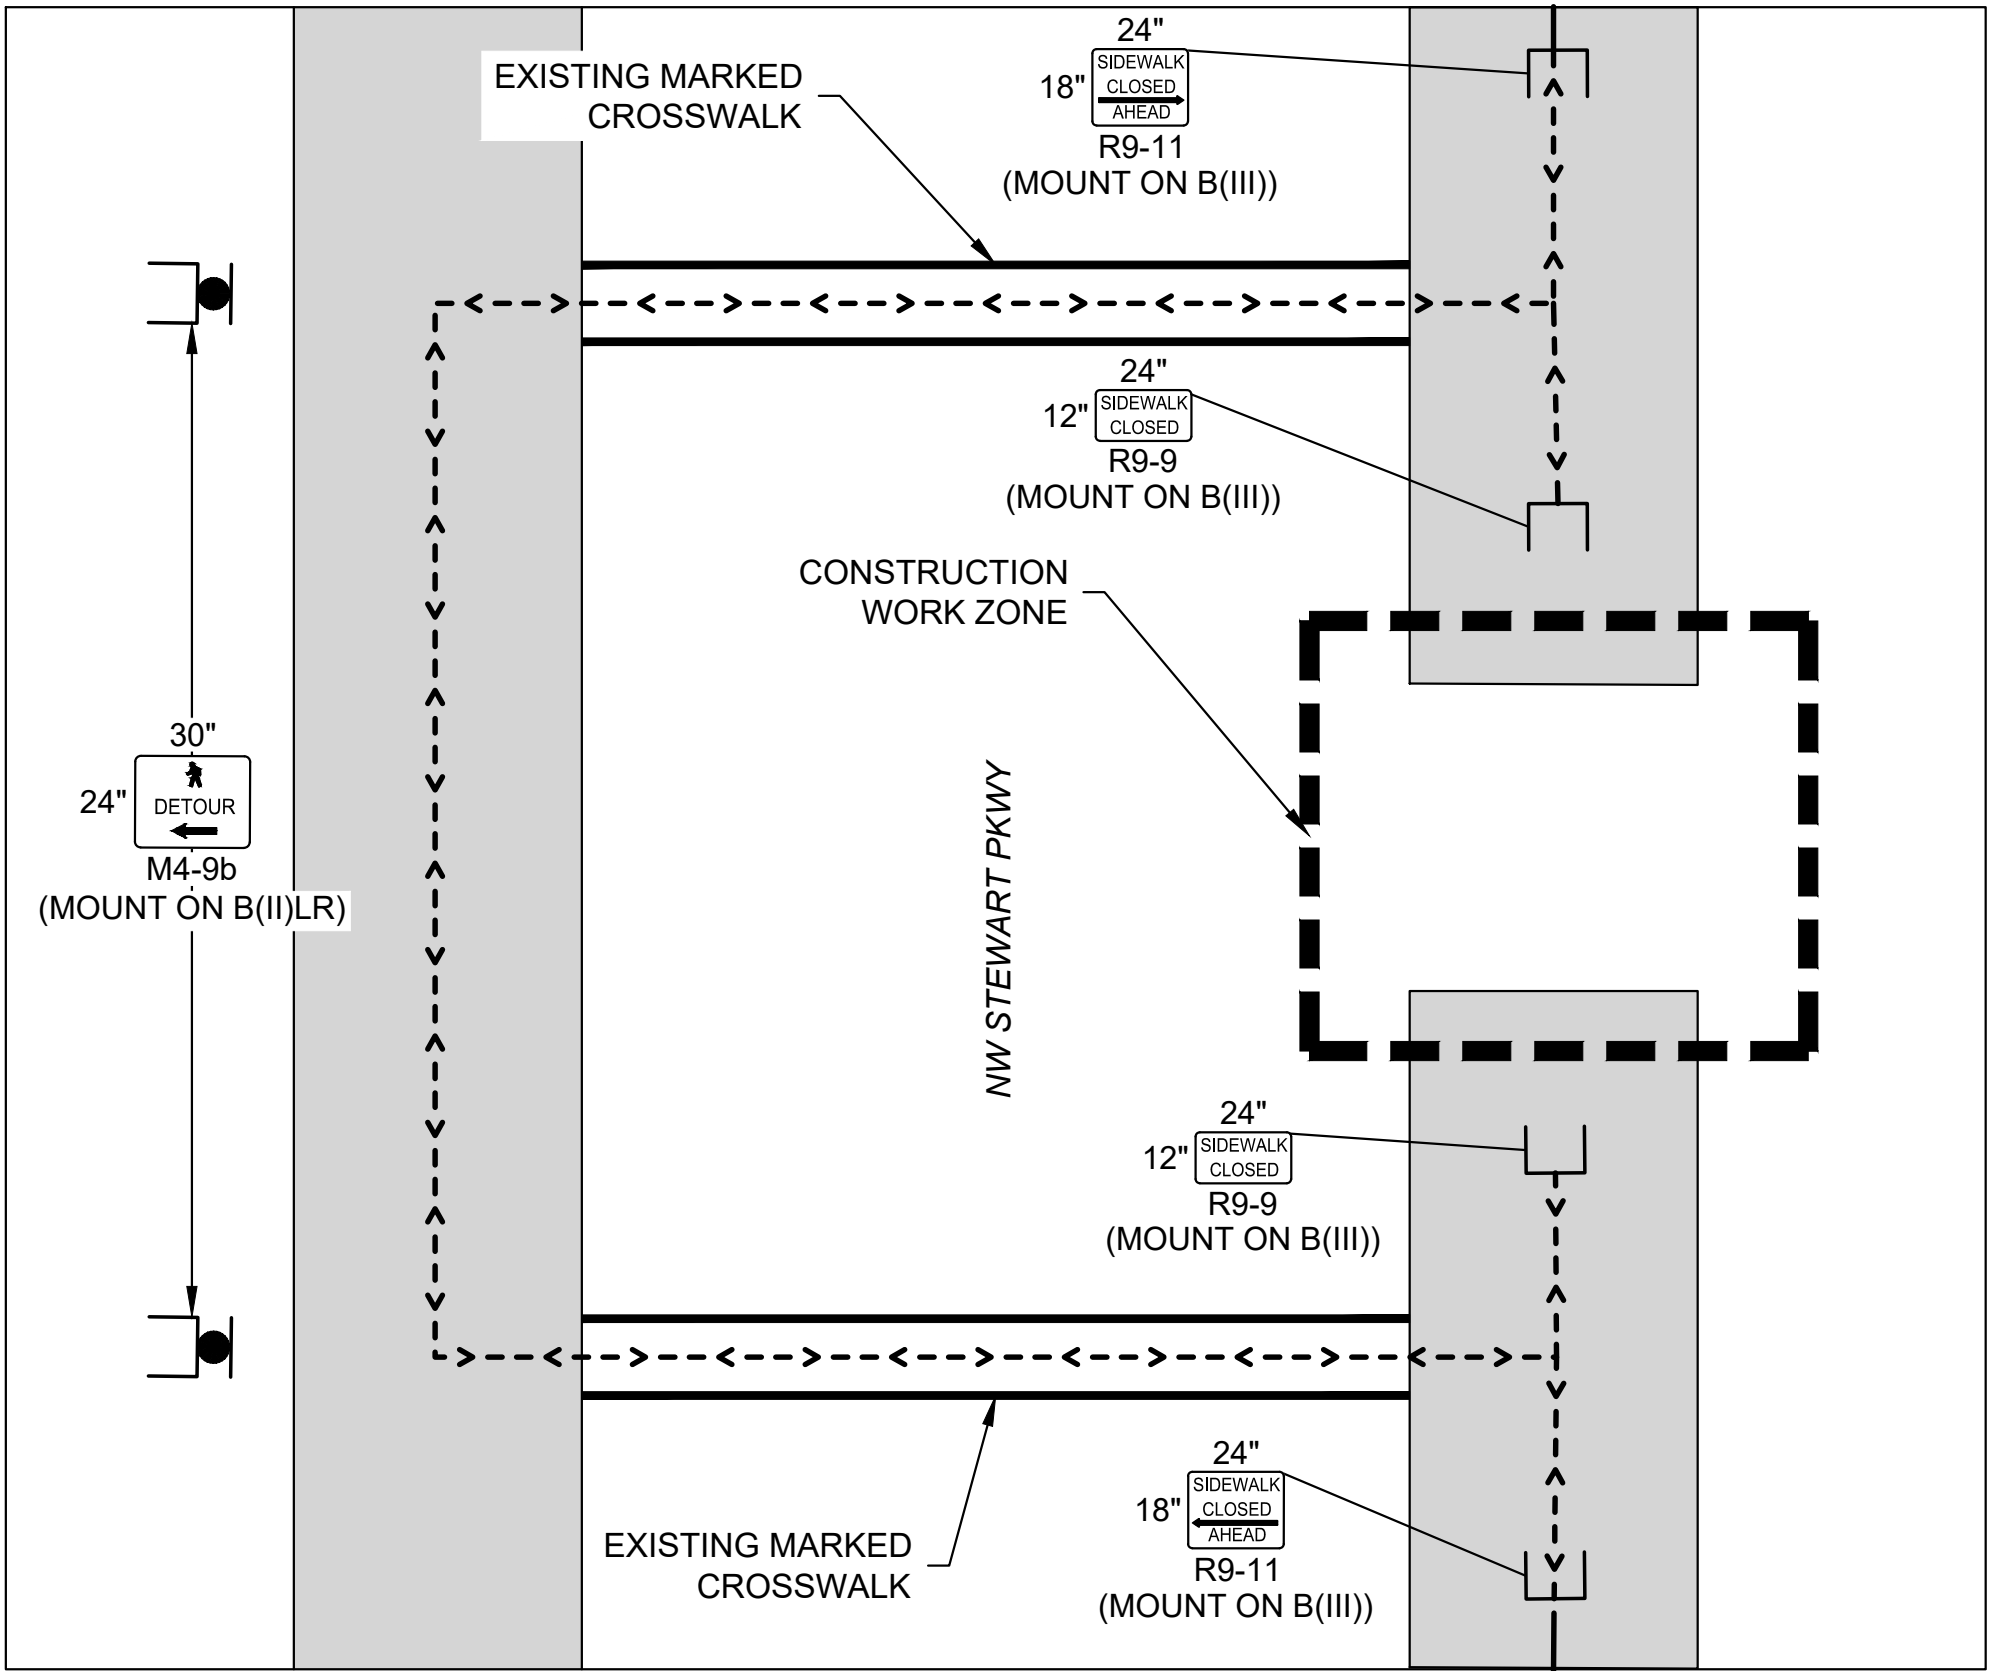 24"
SIDEWALK
18" CLOSED
AHEAD
R9-11
(MOUNT ON B(III))
EXISTING MARKED
CROSSWALK
24"
12" SIDEWALK
CLOSED
R9-9
(MOUNT ON B(III))
CONSTRUCTION
WORK ZONE
30"
24" DETOUR
M4-9b
(MOUNT ON B(II)LR)
NW STEWART PKWY
24"
12" SIDEWALK
CLOSED
R9-9
(MOUNT ON B(III))
24"
SIDEWALK
18" CLOSED
AHEAD
R9-11
(MOUNT ON B(III))
EXISTING MARKED
CROSSWALK